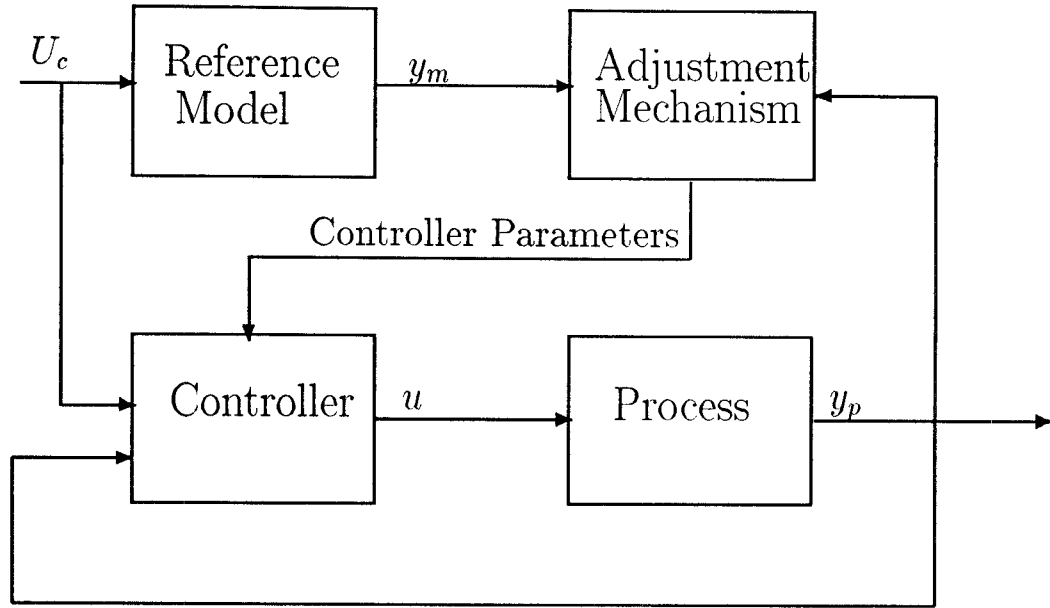 U_c
Reference
Model
y_m
Adjustment
Mechanism
Controller Parameters
Controller
u
Process
y_p